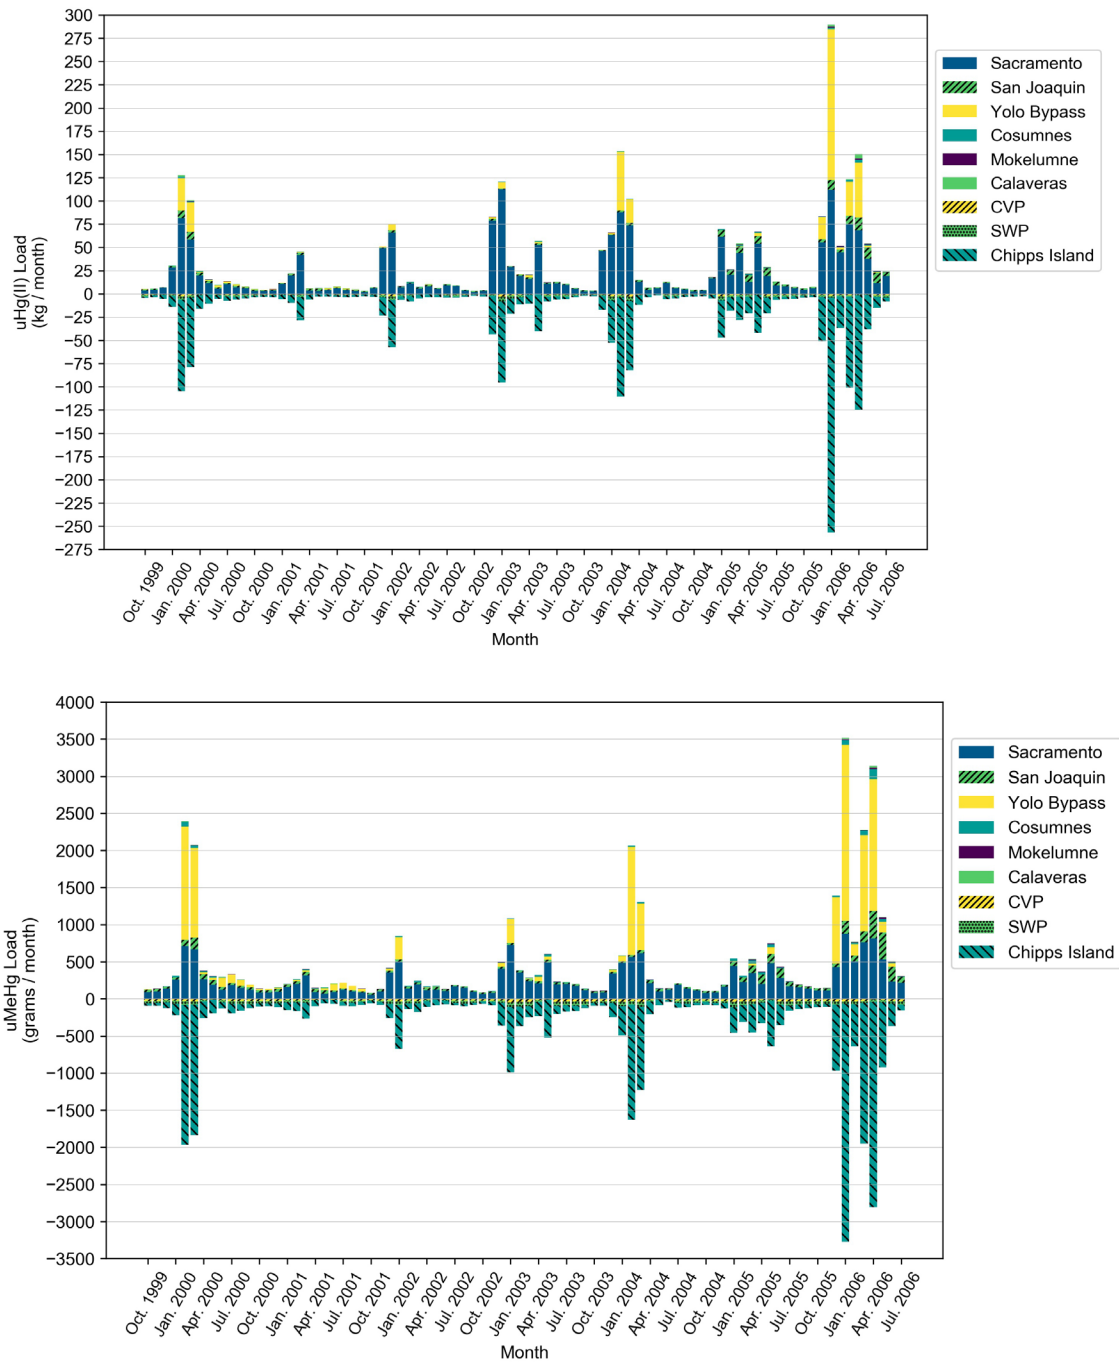 300
275
250
225
200
175
150
125
100
75
50
25
0
−25
−50
−75
−100
−125
−150
−175
−200
−225
−250
−275
uHg(II) Load
(kg / month)
Oct. 1999
Jan. 2000
Apr. 2000
Jul. 2000
Oct. 2000
Jan. 2001
Apr. 2001
Jul. 2001
Oct. 2001
Jan. 2002
Apr. 2002
Jul. 2002
Oct. 2002
Jan. 2003
Apr. 2003
Jul. 2003
Oct. 2003
Jan. 2004
Apr. 2004
Jul. 2004
Oct. 2004
Jan. 2005
Apr. 2005
Jul. 2005
Oct. 2005
Jan. 2006
Apr. 2006
Jul. 2006
Month
Sacramento
San Joaquin
Yolo Bypass
Cosumnes
Mokelumne
Calaveras
CVP
SWP
Chipps Island
4000
3500
3000
2500
2000
1500
1000
500
0
−500
−1000
−1500
−2000
−2500
−3000
−3500
uMeHg Load
(grams / month)
Oct. 1999
Jan. 2000
Apr. 2000
Jul. 2000
Oct. 2000
Jan. 2001
Apr. 2001
Jul. 2001
Oct. 2001
Jan. 2002
Apr. 2002
Jul. 2002
Oct. 2002
Jan. 2003
Apr. 2003
Jul. 2003
Oct. 2003
Jan. 2004
Apr. 2004
Jul. 2004
Oct. 2004
Jan. 2005
Apr. 2005
Jul. 2005
Oct. 2005
Jan. 2006
Apr. 2006
Jul. 2006
Month
Sacramento
San Joaquin
Yolo Bypass
Cosumnes
Mokelumne
Calaveras
CVP
SWP
Chipps Island